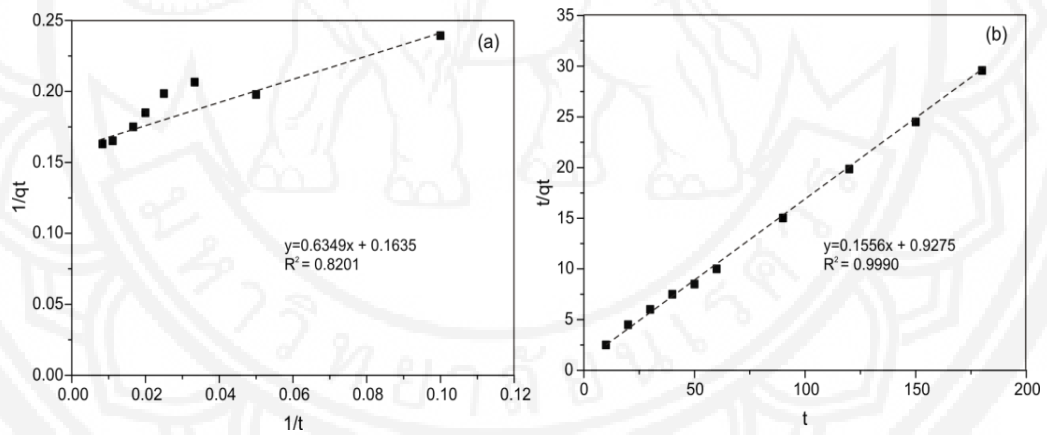 (a)
0.25
0.20
0.15
0.10
0.05
0.00
1/qt
y=0.6349x + 0.1635
R² = 0.8201
0.00 0.02 0.04 0.06 0.08 0.10 0.12
1/t
(b)
35
30
25
20
15
10
5
0
t/qt
y=0.1556x + 0.9275
R² = 0.9990
0 50 100 150 200
t